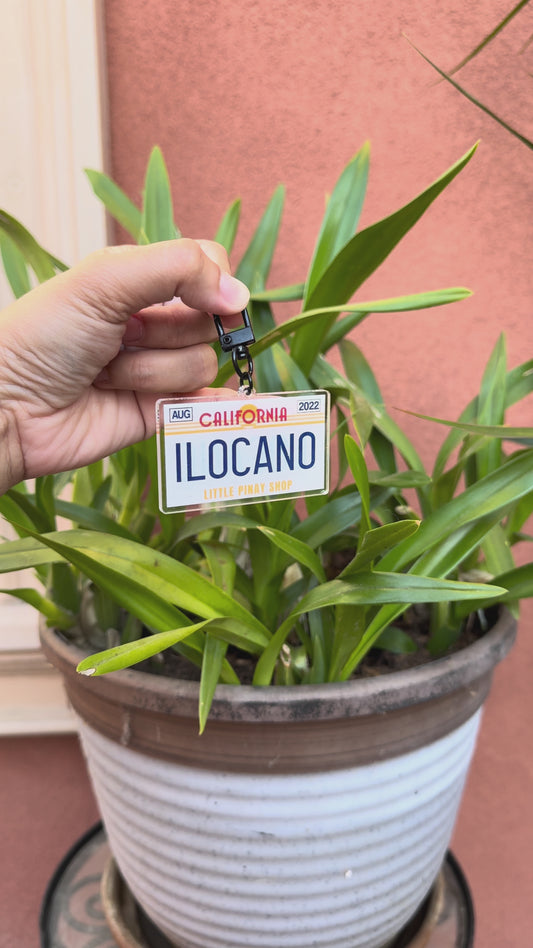 AUG CALIFORNIA 2022
ILOCANO
LITTLE PINAY SHOP